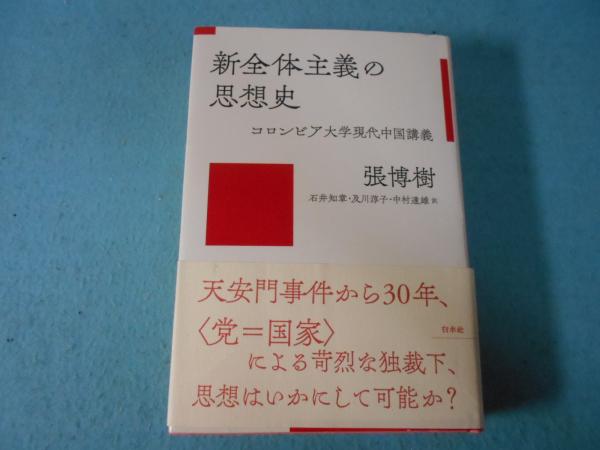 新全体主義の
思想史
コロンビア大学現代中国講義
張博樹
石井知章・及川淳子・中村達雄 訳
天安門事件から30年、
〈党＝国家〉
による苛烈な独裁下、
思想はいかにして可能か?
白水社